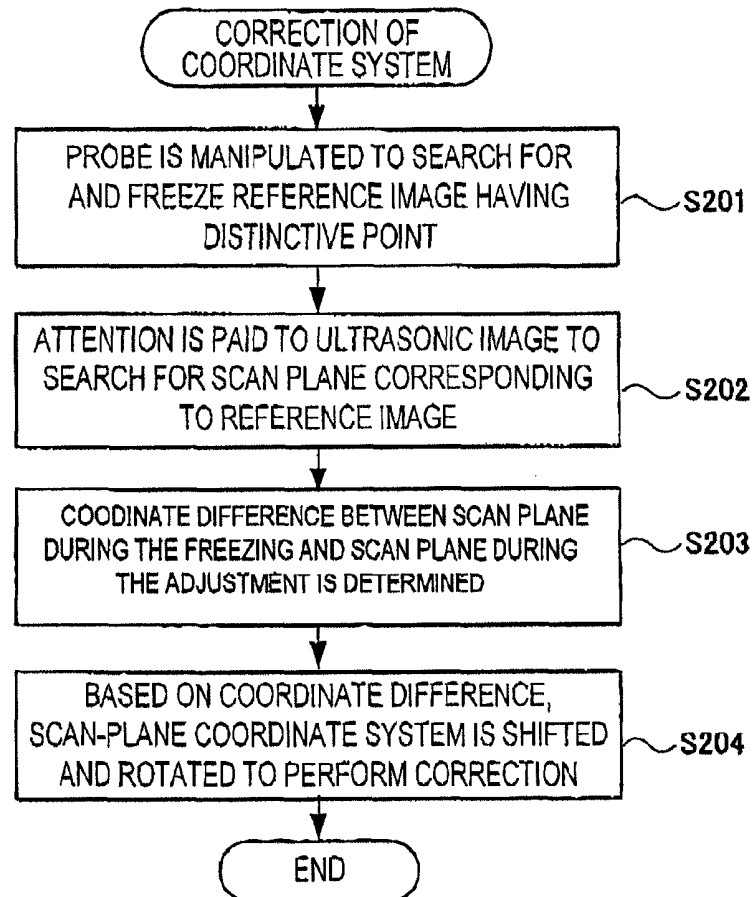 CORRECTION OF
COORDINATE SYSTEM
PROBE IS MANIPULATED TO SEARCH FOR
AND FREEZE REFERENCE IMAGE HAVING
DISTINCTIVE POINT
S201
ATTENTION IS PAID TO ULTRASONIC IMAGE TO
SEARCH FOR SCAN PLANE CORRESPONDING
TO REFERENCE IMAGE
S202
COODINATE DIFFERENCE BETWEEN SCAN PLANE
DURING THE FREEZING AND SCAN PLANE DURING
THE ADJUSTMENT IS DETERMINED
S203
BASED ON COORDINATE DIFFERENCE,
SCAN-PLANE COORDINATE SYSTEM IS SHIFTED
AND ROTATED TO PERFORM CORRECTION
S204
END